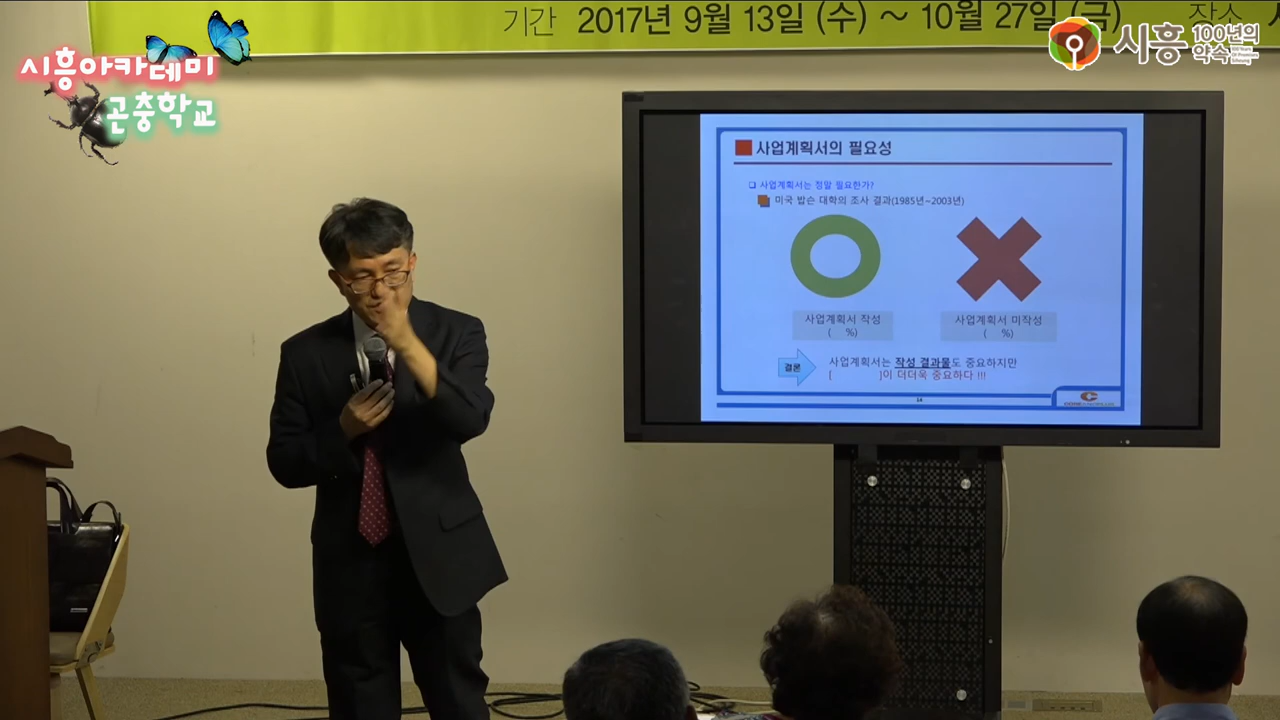 기간 2017년 9월 13일 (수) ~ 10월 27일 (금)
장소
시흥아카데미
곤충학교
시흥
100년의
약속
사업계획서의 필요성
사업계획서는 정말 필요한가?
미국 밥슨 대학의 조사 결과(1985년~2003년)
사업계획서 작성
( %)
사업계획서 미작성
( %)
결론
사업계획서는 작성 결과물도 중요하지만
[ ]이 더더욱 중요하다 !!!
14